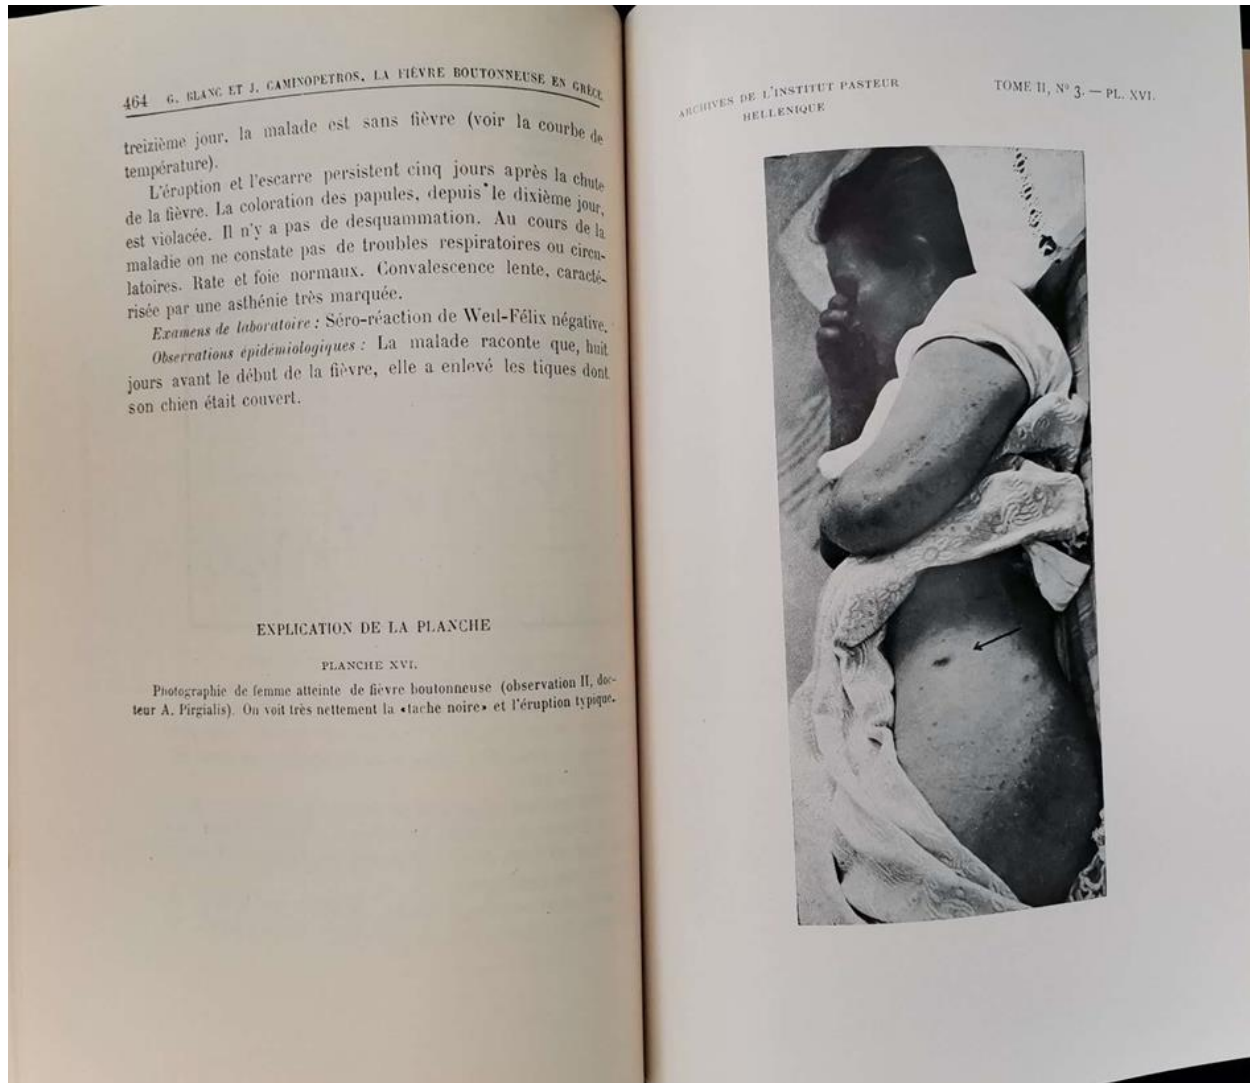 464 G. BLANC ET J. CAMINOPETROS, LA FIÈVRE BOUTONNEUSE EN GRÈCE
treizième jour, la malade est sans fièvre (voir la courbe de
température).
L'éruption et l'escarre persistent cinq jours après la chute
de la fièvre. La coloration des papules, depuis le dixième jour,
est violacée. Il n'y a pas de desquammation. Au cours de la
maladie on ne constate pas de troubles respiratoires ou circu-
latoires. Rate et foie normaux. Convalescence lente, caracté-
risée par une asthénie très marquée.
Examens de laboratoire : Séro-réaction de Weil-Félix négative.
Observations épidémiologiques : La malade raconte que, huit
jours avant le début de la fièvre, elle a enlevé les tiques dont
son chien était couvert.
EXPLICATION DE LA PLANCHE
PLANCHE XVI.
Photographie de femme atteinte de fièvre boutonneuse (observation II, doc-
teur A. Pirgialis). On voit très nettement la «tache noire» et l'éruption typique.
ARCHIVES DE L'INSTITUT PASTEUR
HELLENIQUE
TOME II, N° 3. — PL. XVI.